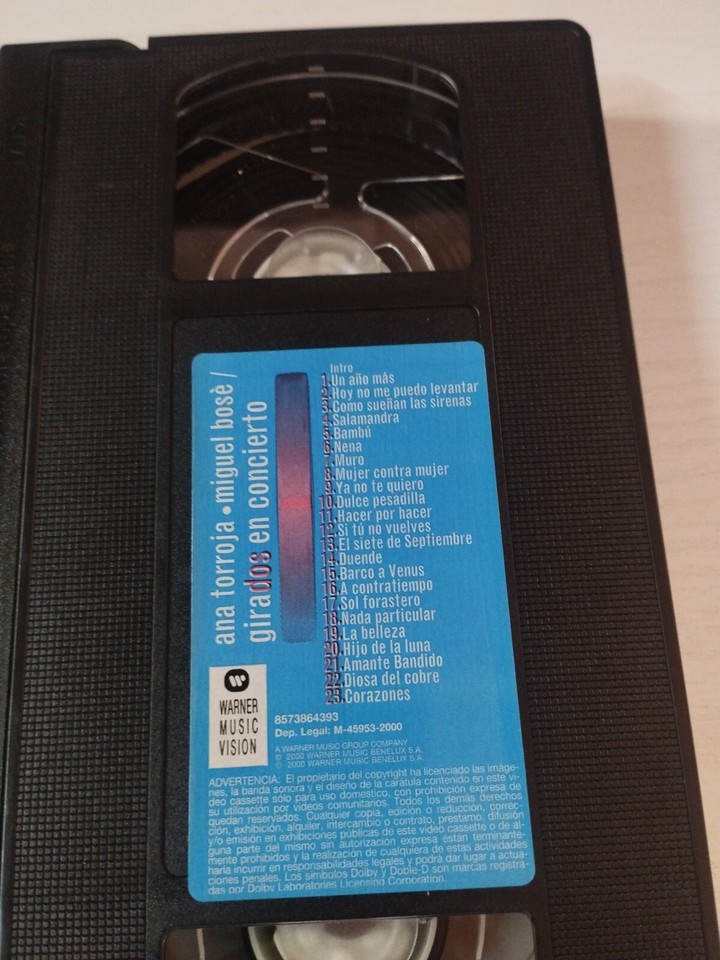 ana torroja • miguel bosè /
girados en concierto
Intro
1.Un año más
2.Hoy no me puedo levantar
3.Como sueñan las sirenas
4.Salamandra
5.Bambú
6.Nena
7.Muro
8.Mujer contra mujer
9.Ya no te quiero
10.Dulce pesadilla
11.Hacer por hacer
12.Si tú no vuelves
13.El siete de Septiembre
14.Duende
15.Barco a Venus
16.A contratiempo
17.Sol forastero
18.Nada particular
19.La belleza
20.Hijo de la luna
21.Amante Bandido
22.Diosa del cobre
23.Corazones
WARNER
MUSIC
VISION
8573864393
Dep. Legal: M-45953-2000
A WARNER MUSIC GROUP COMPANY
© 2000 WARNER MUSIC BENELUX S.A.
2000 WARNER MUSIC BENELUX S.A.
ADVERTENCIA: El propietario del copyright ha licenciado las imáge-
nes, la banda sonora y el diseño de la carátula contenido en este vi-
deo cassette sólo para uso domestico, con prohibición expresa de
su utilización por videos comunitarios. Todos los demás derechos
quedan reservados. Cualquier copia, edición o reducción, correc-
ción, exhibición, alquiler, intercambio o contrato, prestamo, difusión
y/o emisión en exhibiciones públicas de este video cassette o de al-
guna parte del mismo sin autorización expresa están terminante-
mente prohibidos y la realización de cualquiera de estas actividades
haría incurrir en responsabilidades legales y podrá dar lugar a actua-
ciones penales. Los símbolos Dolby y Doble-D son marcas registra-
das por Dolby Laboratories Licensing Corporation.